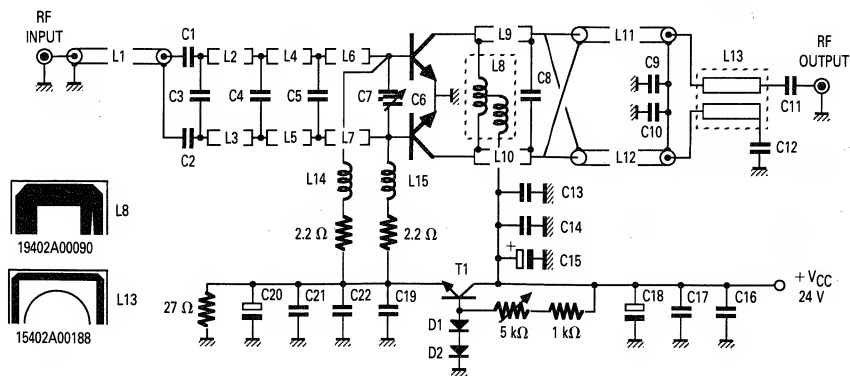 RF
INPUT
L1
C1
L2
L4
L6
C3
C4
C5
C7
C6
C2
L3
L5
L7
L9
L8
C8
L10
L11
C9
C10
L12
L13
C11
RF
OUTPUT
C12
L14
L15
2.2 Ω
2.2 Ω
C13
C14
+
C15
L8
19402A00090
L13
15402A00188
27 Ω
C20
C21
C22
C19
T1
D1
D2
5 kΩ
1 kΩ
C18
C17
C16
+ VCC
24 V